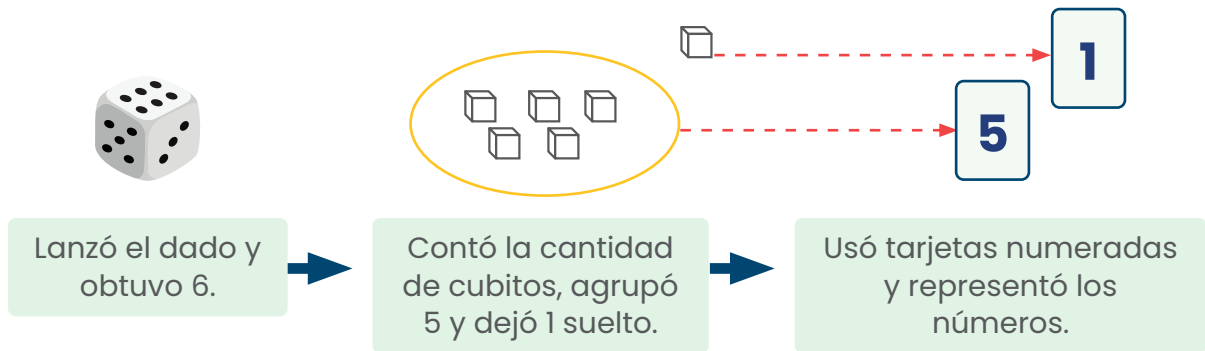 1
5
Lanzó el dado y
obtuvo 6.
Contó la cantidad
de cubitos, agrupó
5 y dejó 1 suelto.
Usó tarjetas numeradas
y representó los
números.